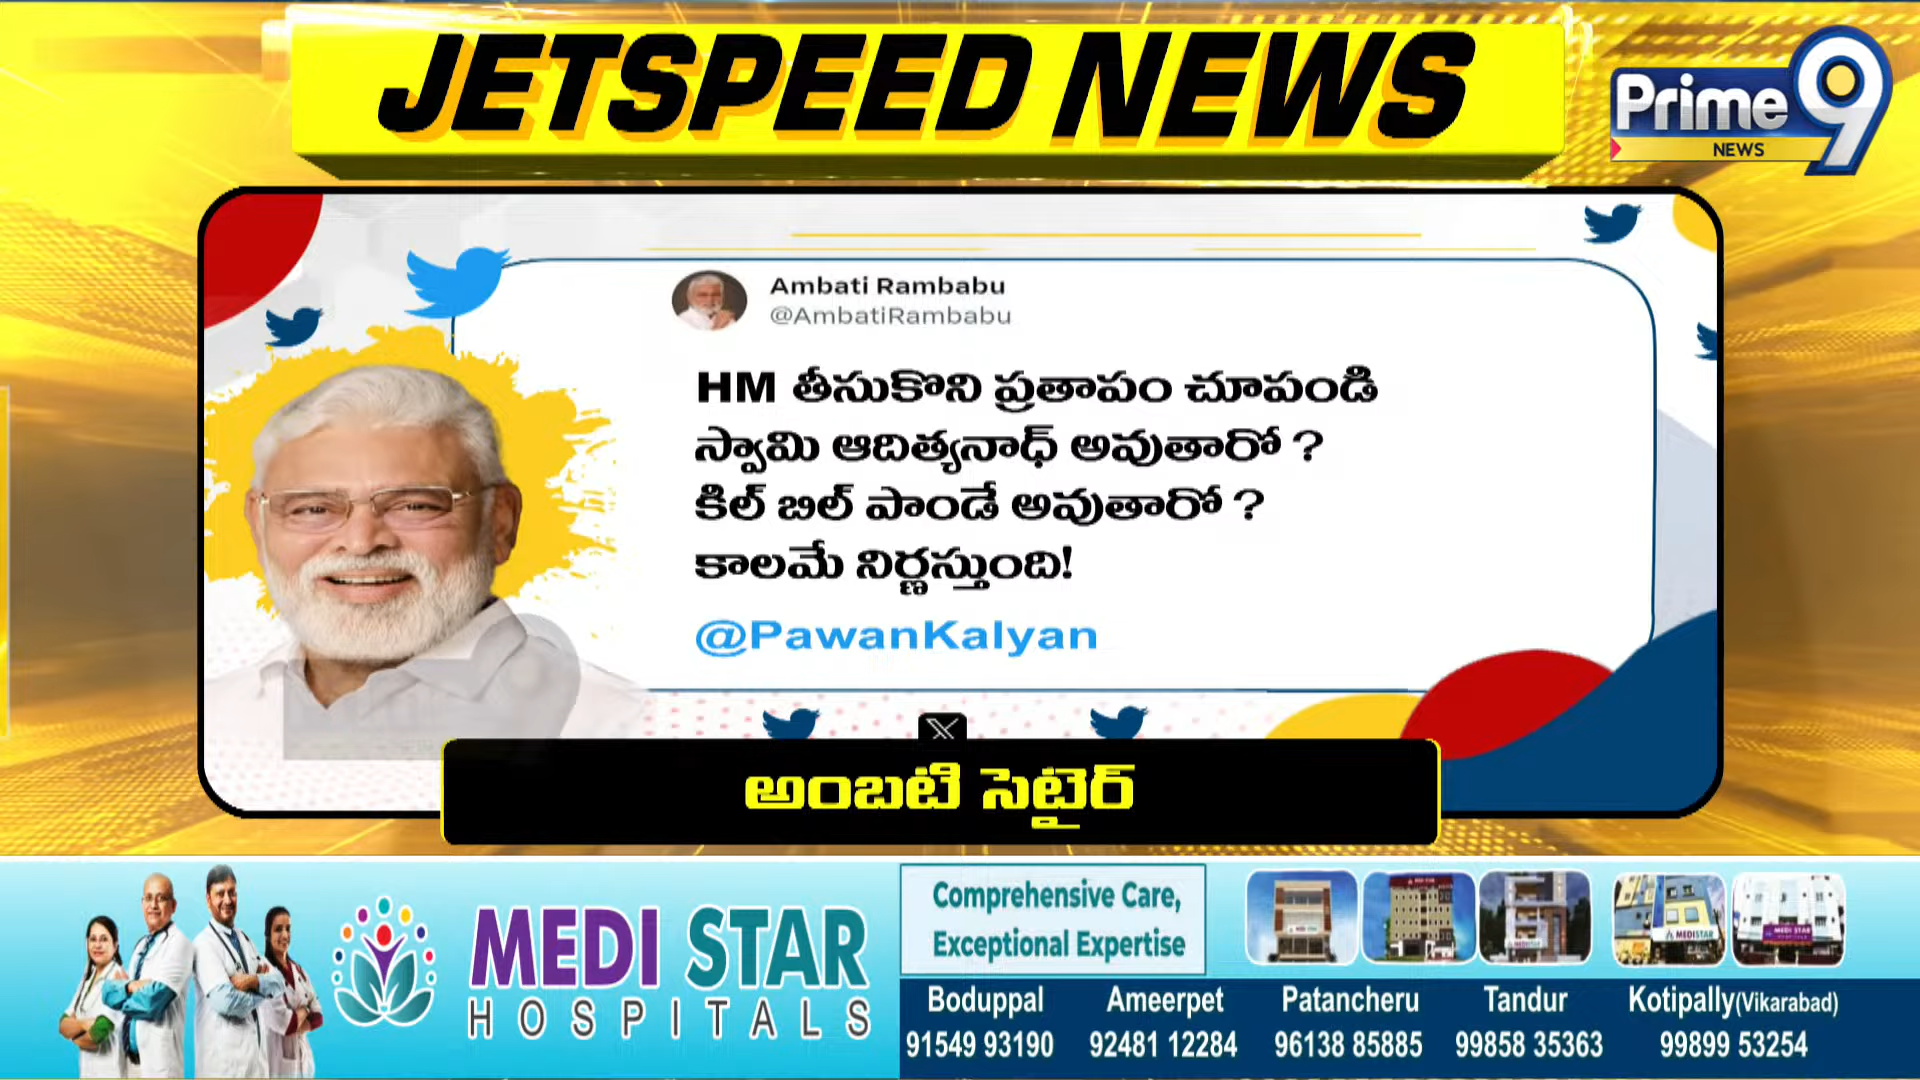 JETSPEED NEWS
Prime9
NEWS
Ambati Rambabu
@AmbatiRambabu
HM తీసుకొని ప్రతాపం చూపండి
స్వామి ఆదిత్యనాధ్ అవుతారో ?
కిల్ బిల్ పాండే అవుతారో ?
కాలమే నిర్ణస్తుంది!
@PawanKalyan
అంబటి సెటైర్
MEDI STAR
HOSPITALS
Comprehensive Care,
Exceptional Expertise
Boduppal Ameerpet Patancheru Tandur Kotipally(Vikarabad)
91549 93190 92481 12284 96138 85885 99858 35363 99899 53254